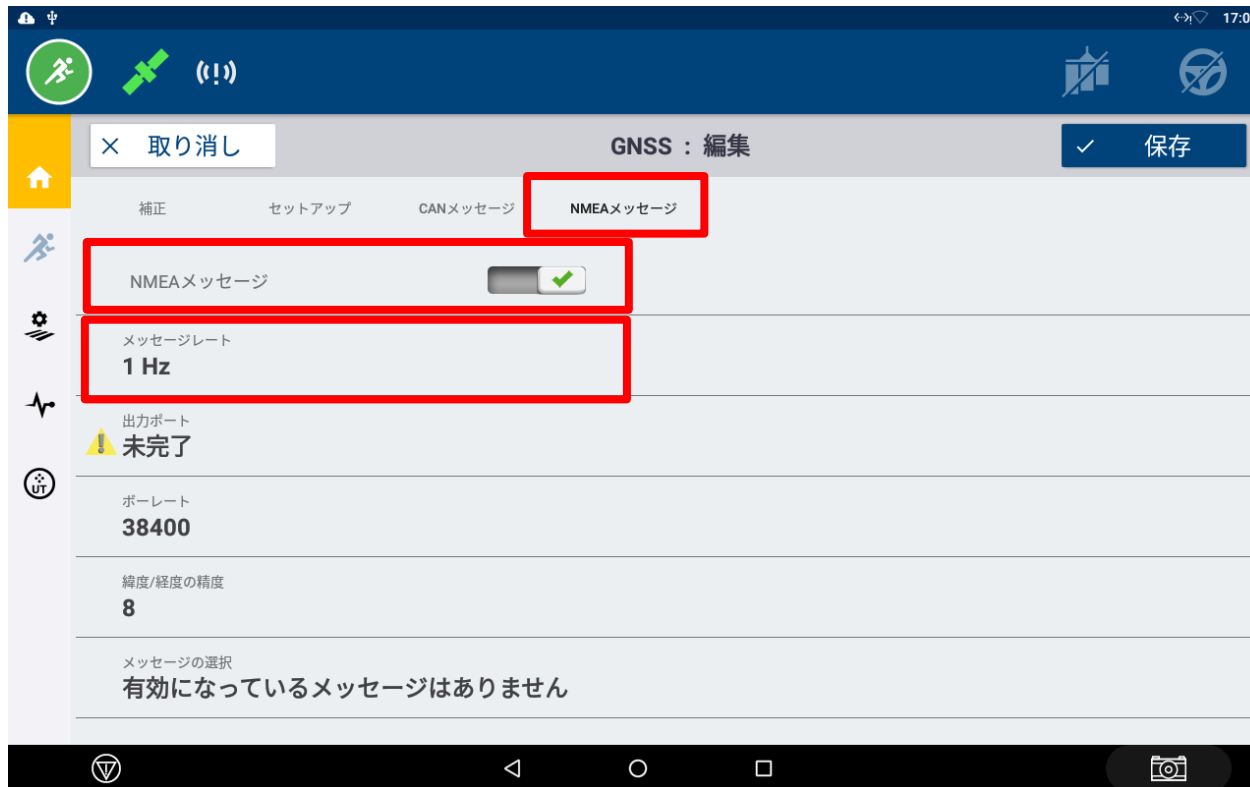 17:0
取り消し
GNSS : 編集
保存
補正
セットアップ
CANメッセージ
NMEAメッセージ
NMEAメッセージ
メッセージレート
1 Hz
出力ポート
未完了
ボーレート
38400
緯度/経度の精度
8
メッセージの選択
有効になっているメッセージはありません
UT